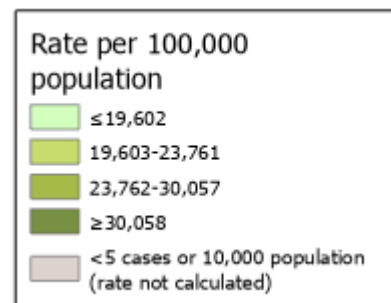 Rate per 100,000
population
≤19,602
19,603-23,761
23,762-30,057
≥30,058
<5 cases or 10,000 population
(rate not calculated)